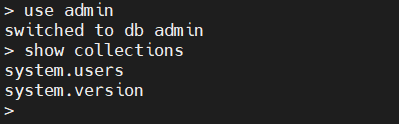 > use admin
switched to db admin
> show collections
system.users
system.version
>